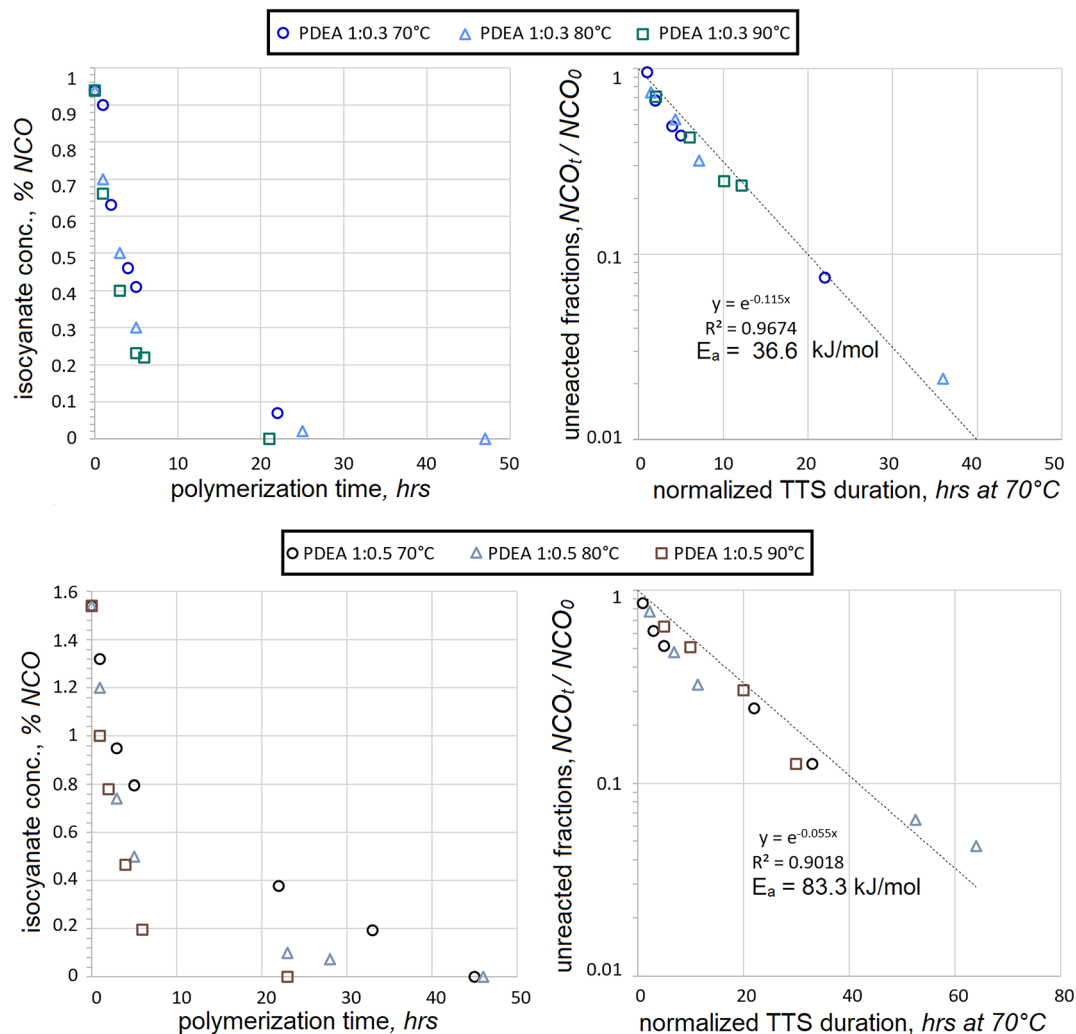 PDEA 1:0.3 70°C PDEA 1:0.3 80°C PDEA 1:0.3 90°C
isocyanate conc., % NCO
1
0.9
0.8
0.7
0.6
0.5
0.4
0.3
0.2
0.1
0
0 10 20 30 40 50
polymerization time, hrs
unreacted fractions, NCOt / NCO0
1
0.1
0.01
y = e-0.115x
R² = 0.9674
Ea = 36.6 kJ/mol
0 10 20 30 40 50
normalized TTS duration, hrs at 70°C
PDEA 1:0.5 70°C PDEA 1:0.5 80°C PDEA 1:0.5 90°C
isocyanate conc., % NCO
1.6
1.4
1.2
1
0.8
0.6
0.4
0.2
0
0 10 20 30 40 50
polymerization time, hrs
unreacted fractions, NCOt / NCO0
1
0.1
0.01
y = e-0.055x
R² = 0.9018
Ea = 83.3 kJ/mol
0 20 40 60 80
normalized TTS duration, hrs at 70°C